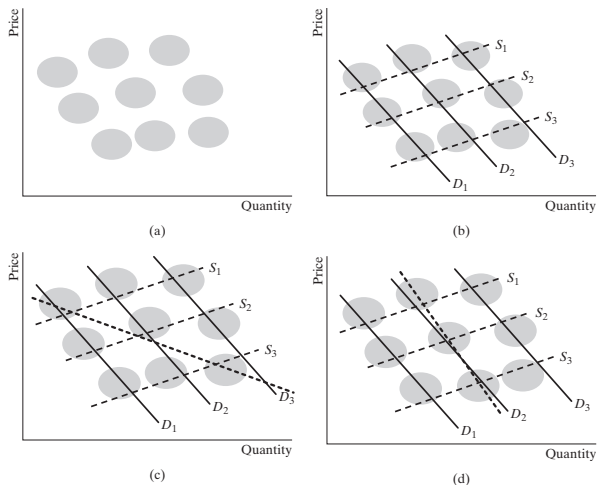 Price
Quantity
(a)
Price
S1
S2
S3
D1
D2
D3
Quantity
(b)
Price
S1
S2
S3
D1
D2
D3
Quantity
(c)
Price
S1
S2
S3
D1
D2
D3
Quantity
(d)